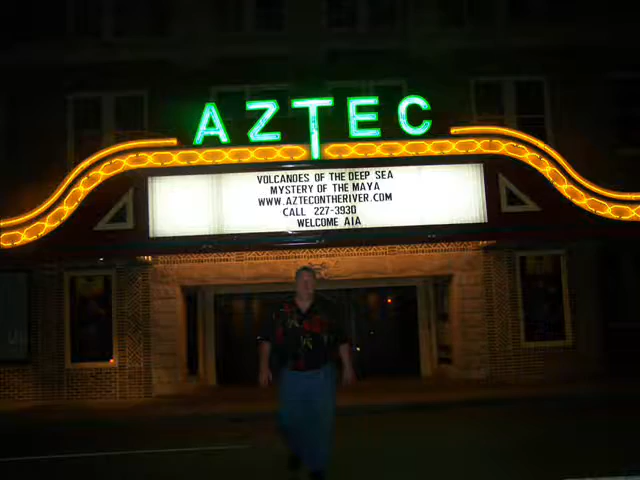 AZTEC
VOLCANOES OF THE DEEP SEA
MYSTERY OF THE MAYA
WWW.AZTECONTHERIVER.COM
CALL 227-3930
WELCOME AIA